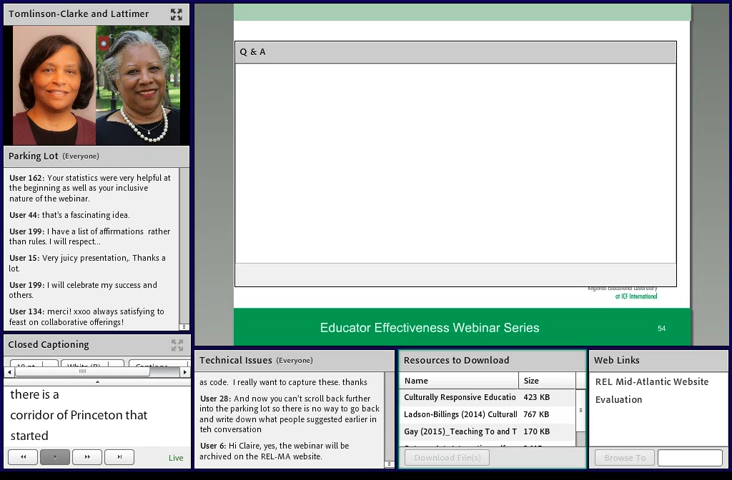 Tomlinson-Clarke and Lattimer
Parking Lot (Everyone)
User 162: Your statistics were very helpful at
the beginning as well as your inclusive
nature of the webinar.
User 44: that's a fascinating idea.
User 199: I have a list of affirmations rather
than rules. I will respect...
User 15: Very juicy presentation,. Thanks a
lot.
User 199: I will celebrate my success and
others.
User 134: merci! xxoo always satisfying to
feast on collaborative offerings!
Closed Captioning
there is a
corridor of Princeton that
started
Live
Q & A
Regional Educational Laboratory
at ICF International
Educator Effectiveness Webinar Series
54
Technical Issues (Everyone)
as code. I really want to capture these. thanks
User 28: And now you can't scroll back further
into the parking lot so there is no way to go back
and write down what people suggested earlier in
teh conversation
User 6: Hi Claire, yes, the webinar will be
archived on the REL-MA website.
Resources to Download
Name Size
Culturally Responsive Educatio 423 KB
Ladson-Billings (2014) Culturall 767 KB
Gay (2015)_Teaching To and T 170 KB
Download File(s)
Web Links
REL Mid-Atlantic Website
Evaluation
Browse To